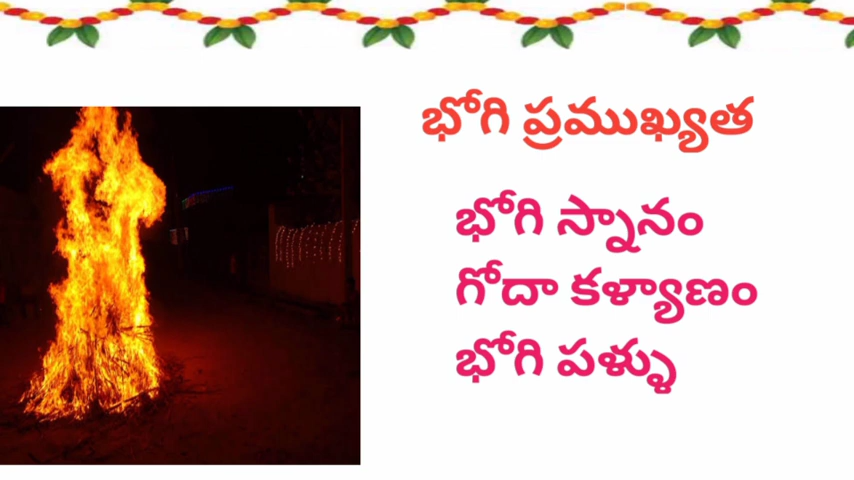 భోగి ప్రముఖ్యత
భోగి స్నానం
గోదా కళ్యాణం
భోగి పళ్ళు